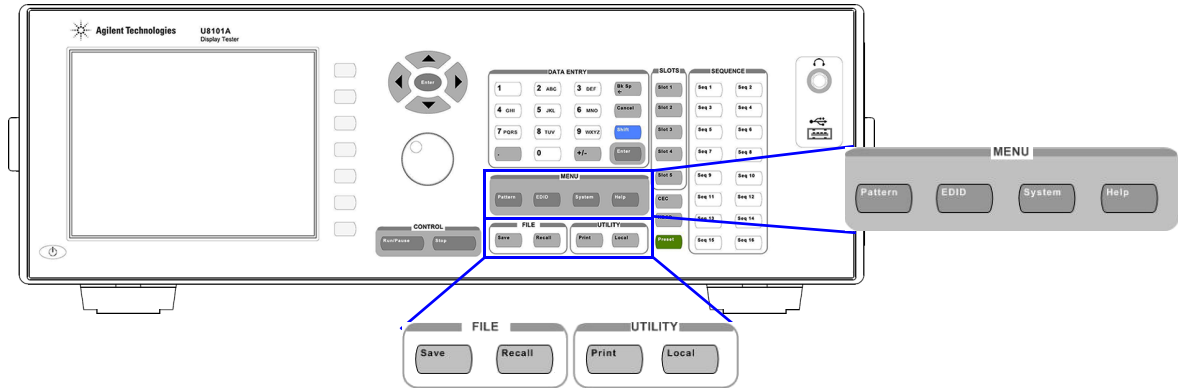 Agilent Technologies U8101A
Display Tester
DATA ENTRY
1
2 ABC
3 DEF
Bk Sp
←
4 GHI
5 JKL
6 MNO
Cancel
7 PQRS
8 TUV
9 WXYZ
Shift
.
0
+/-
Enter
Enter
SLOTS
Slot 1
Slot 2
Slot 3
Slot 4
Slot 5
CEC
Preset
SEQUENCE
Seq 1 Seq 2
Seq 3 Seq 4
Seq 5 Seq 6
Seq 7 Seq 8
Seq 9 Seq 10
Seq 11 Seq 12
Seq 13 Seq 14
Seq 15 Seq 16
MENU
Pattern EDID System Help
CONTROL
Run/Pause Stop
FILE
Save Recall
UTILITY
Print Local
MENU
Pattern EDID System Help
FILE
Save Recall
UTILITY
Print Local